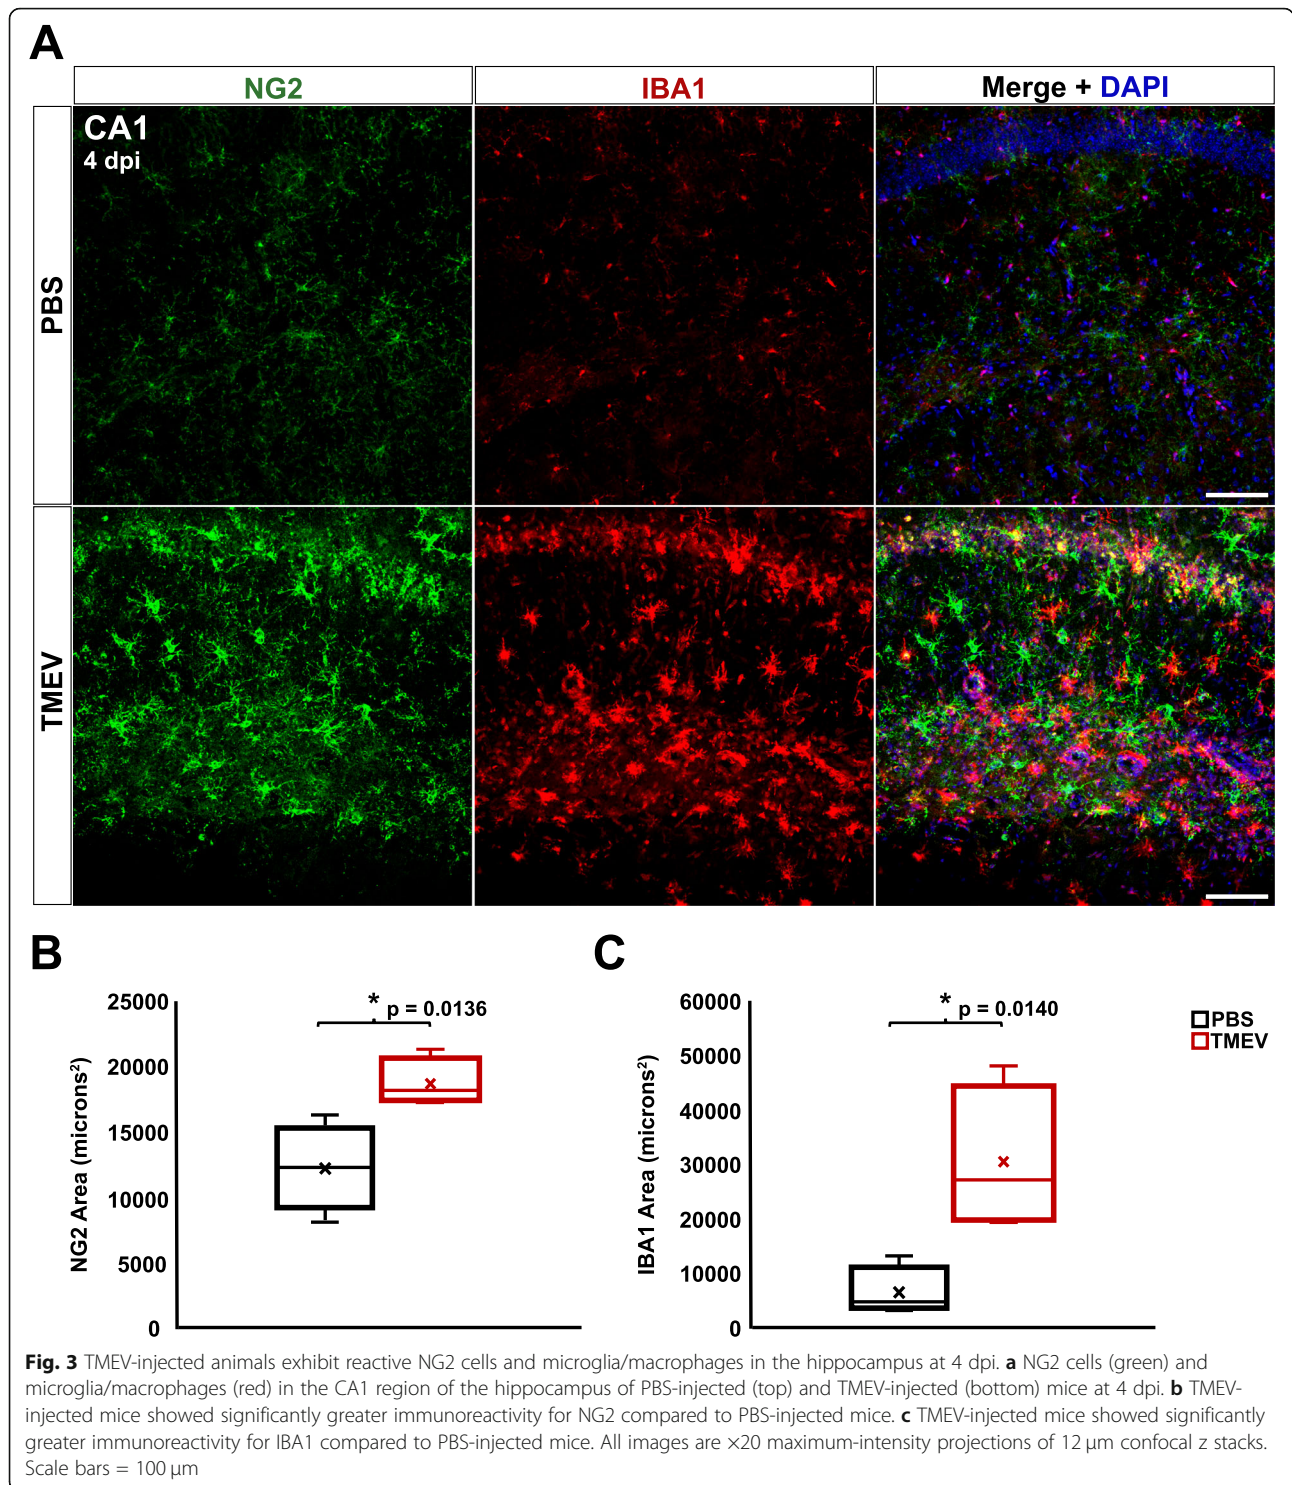 A
NG2 IBA1 Merge + DAPI
CA1
4 dpi
PBS
TMEV
B
C
NG2 Area (microns²)
25000
20000
15000
10000
5000
0
* p = 0.0136
IBA1 Area (microns²)
60000
50000
40000
30000
20000
10000
0
* p = 0.0140
PBS
TMEV
Fig. 3 TMEV-injected animals exhibit reactive NG2 cells and microglia/macrophages in the hippocampus at 4 dpi. a NG2 cells (green) and
microglia/macrophages (red) in the CA1 region of the hippocampus of PBS-injected (top) and TMEV-injected (bottom) mice at 4 dpi. b TMEV-
injected mice showed significantly greater immunoreactivity for NG2 compared to PBS-injected mice. c TMEV-injected mice showed significantly
greater immunoreactivity for IBA1 compared to PBS-injected mice. All images are ×20 maximum-intensity projections of 12 μm confocal z stacks.
Scale bars = 100 μm